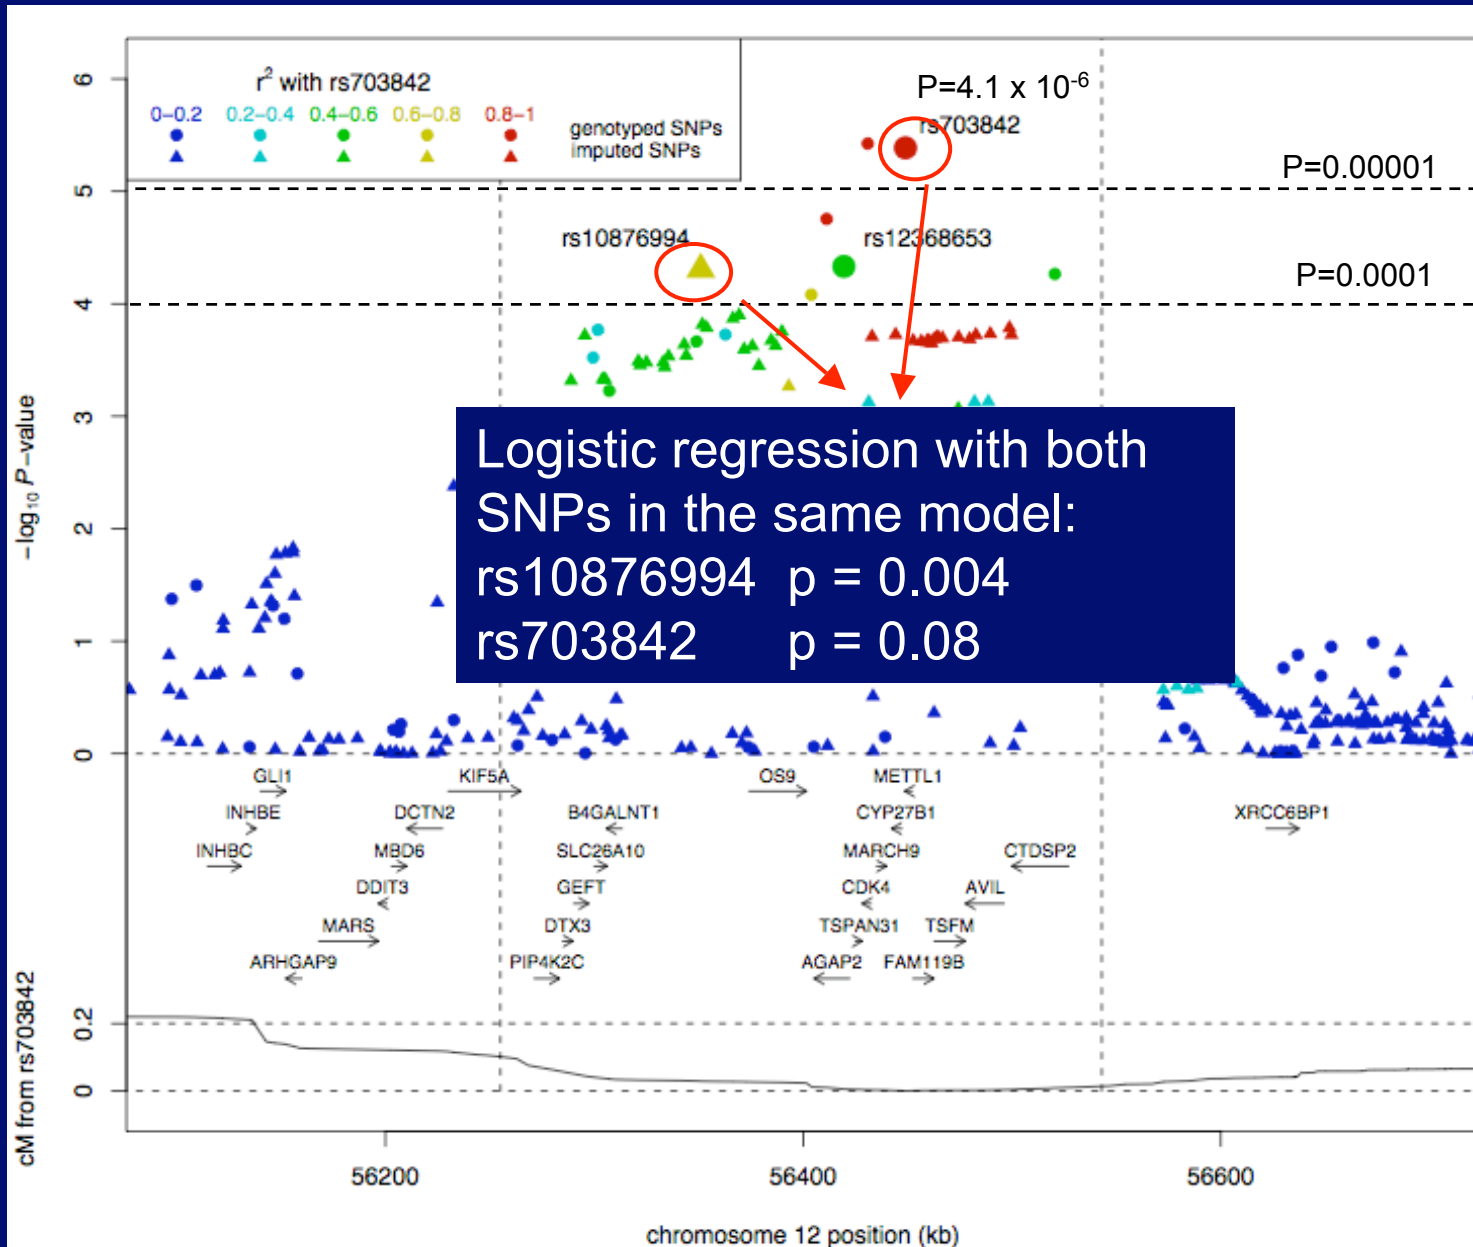 r² with rs703842
0–0.2 0.2–0.4 0.4–0.6 0.6–0.8 0.8–1
genotyped SNPs
imputed SNPs
P=4.1 x 10⁻⁶
rs703842
P=0.00001
rs10876994
rs12368653
P=0.0001
Logistic regression with both
SNPs in the same model:
rs10876994 p = 0.004
rs703842 p = 0.08
−log₁₀ P−value
6
5
4
3
2
1
0
GLI1 KIF5A OS9 METTL1
INHBE DCTN2 B4GALNT1 CYP27B1 XRCC6BP1
INHBC MBD6 SLC26A10 MARCH9 CTDSP2
DDIT3 GEFT CDK4 AVIL
MARS DTX3 TSPAN31 TSFM
ARHGAP9 PIP4K2C AGAP2 FAM119B
cM from rs703842
0.2
0
56200 56400 56600
chromosome 12 position (kb)